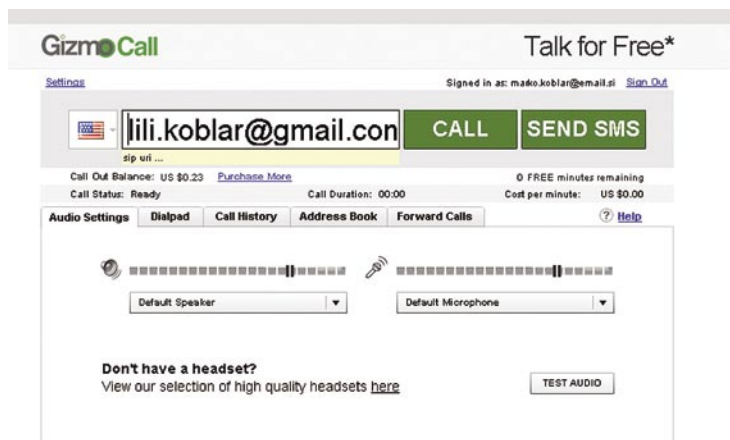 GizmoCall Talk for Free*
Settings Signed in as: marko.koblar@email.si Sign Out
lili.koblar@gmail.con CALL SEND SMS
sip uri ...
Call Out Balance: US $0.23 Purchase More 0 FREE minutes remaining
Call Status: Ready Call Duration: 00:00 Cost per minute: US $0.00
Audio Settings Dialpad Call History Address Book Forward Calls ? Help
Default Speaker Default Microphone
Don't have a headset?
View our selection of high quality headsets here TEST AUDIO